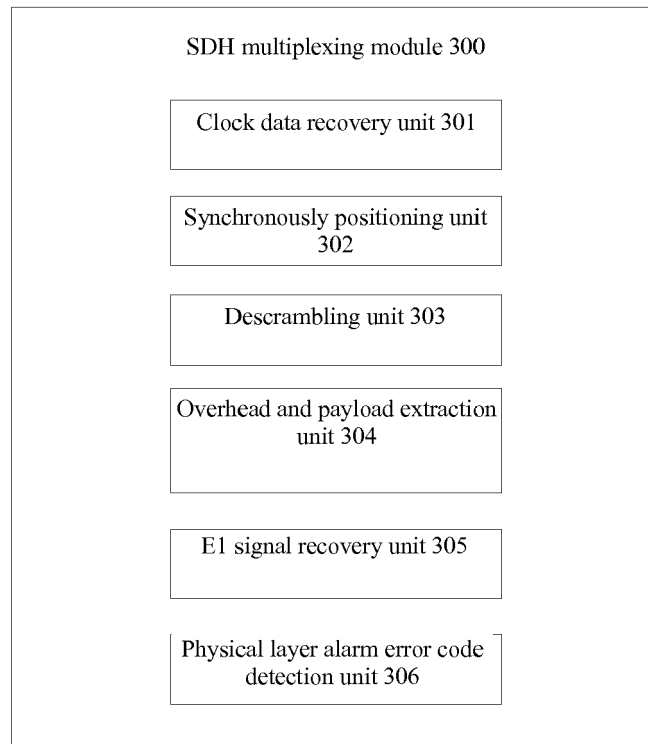 SDH multiplexing module 300
Clock data recovery unit 301
Synchronously positioning unit
302
Descrambling unit 303
Overhead and payload extraction
unit 304
E1 signal recovery unit 305
Physical layer alarm error code
detection unit 306